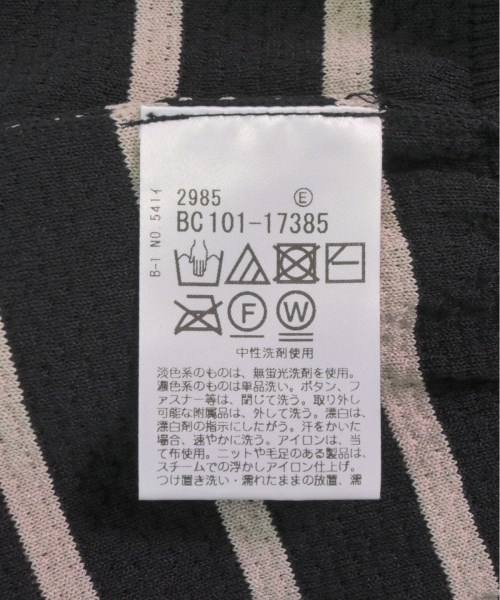 B-1 NO.541イ
2985 Ⓔ
BC101-17385
F W
中性洗剤使用
淡色系のものは、無蛍光洗剤を使用。
濃色系のものは単品洗い。ボタン、フ
ァスナー等は、閉じて洗う。取り外し
可能な附属品は、外して洗う。漂白は、
漂白剤の指示にしたがう。汗をかいた
場合、速やかに洗う。アイロンは、当
て布使用。ニットや毛足のある製品は、
スチームでの浮かしアイロン仕上げ。
つけ置き洗い・濡れたままの放置、濡